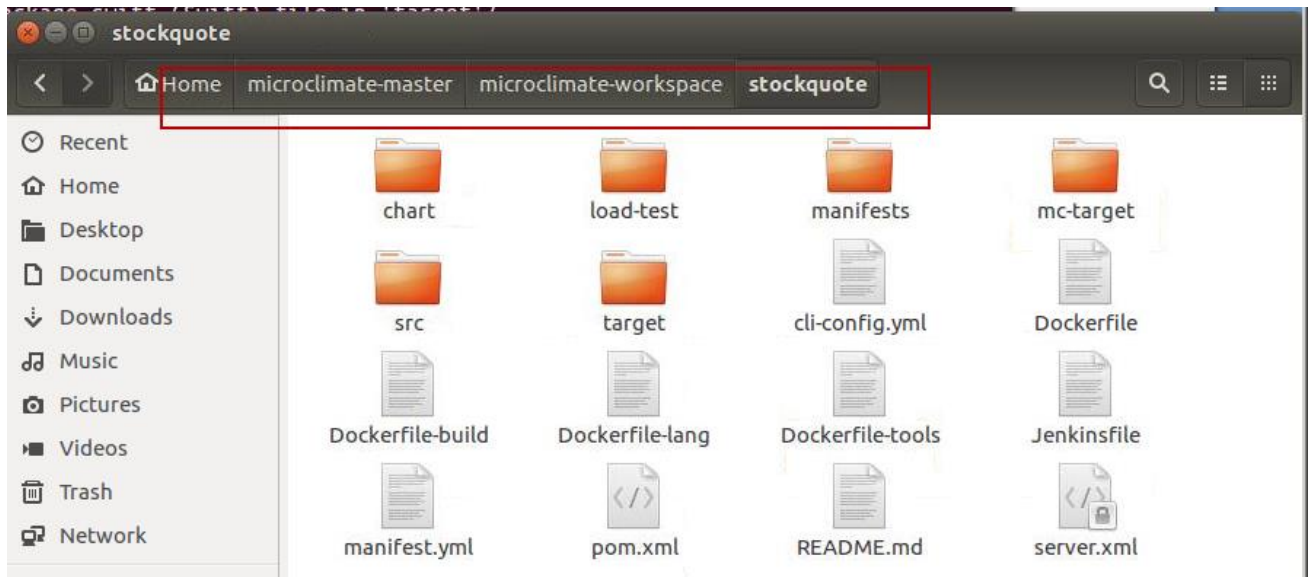 stockquote
Home microclimate-master microclimate-workspace stockquote
Recent
Home
Desktop
Documents
Downloads
Music
Pictures
Videos
Trash
Network
chart load-test manifests mc-target
src target cli-config.yml Dockerfile
Dockerfile-build Dockerfile-lang Dockerfile-tools Jenkinsfile
manifest.yml pom.xml README.md server.xml